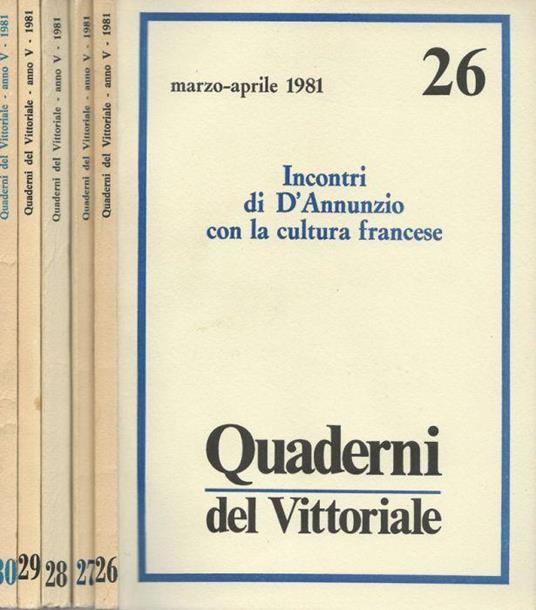 Quaderni del Vittoriale - anno V - 1981
30
Quaderni del Vittoriale - anno V - 1981
29
Quaderni del Vittoriale - anno V - 1981
28
Quaderni del Vittoriale - anno V - 1981
27
Quaderni del Vittoriale - anno V - 1981
26
marzo-aprile 1981
26
Incontri
di D'Annunzio
con la cultura francese
Quaderni
del Vittoriale